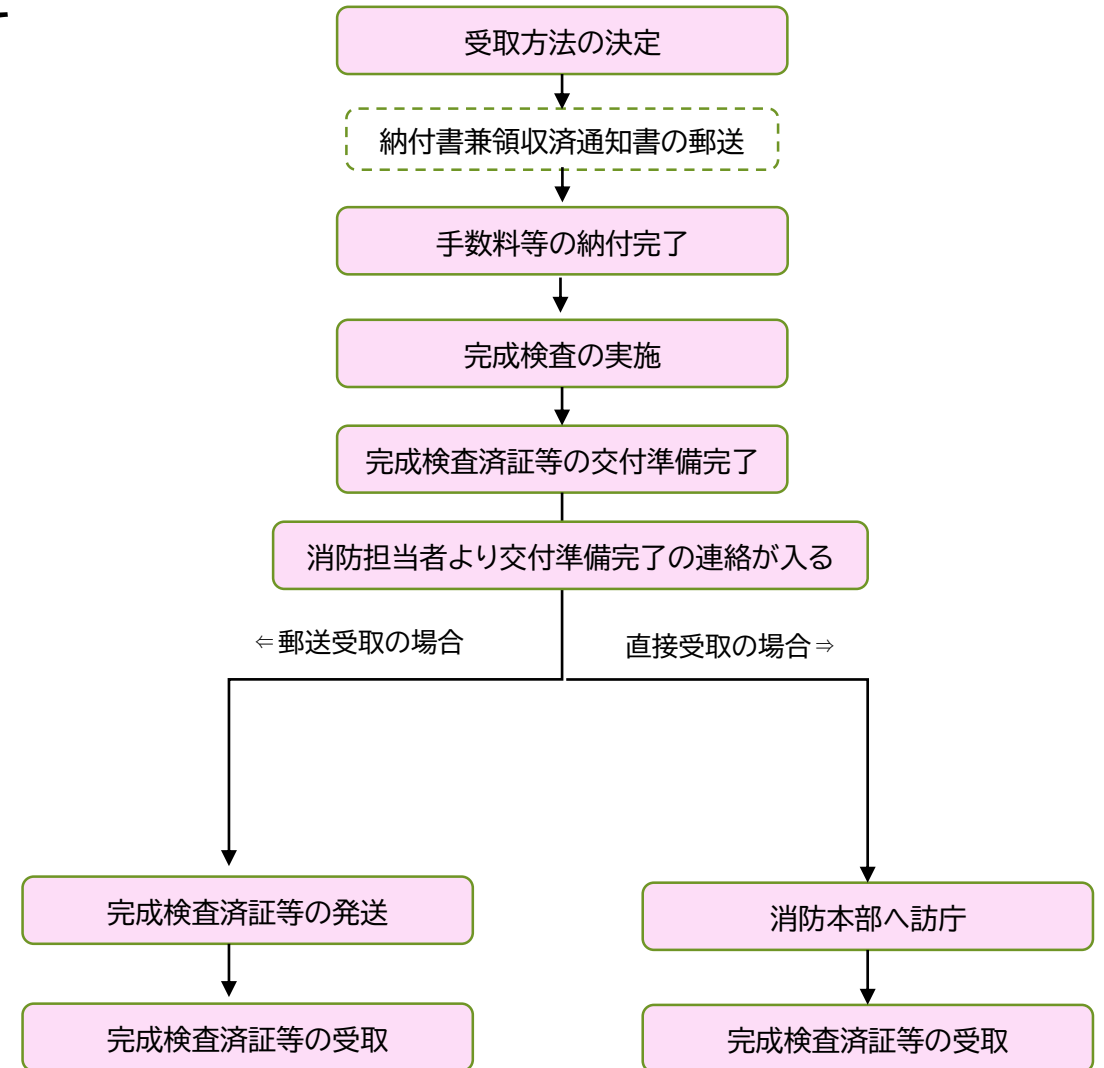 受取方法の決定
納付書兼領収済通知書の郵送
手数料等の納付完了
完成検査の実施
完成検査済証等の交付準備完了
消防担当者より交付準備完了の連絡が入る
⇐郵送受取の場合
直接受取の場合⇒
完成検査済証等の発送
消防本部へ訪庁
完成検査済証等の受取
完成検査済証等の受取